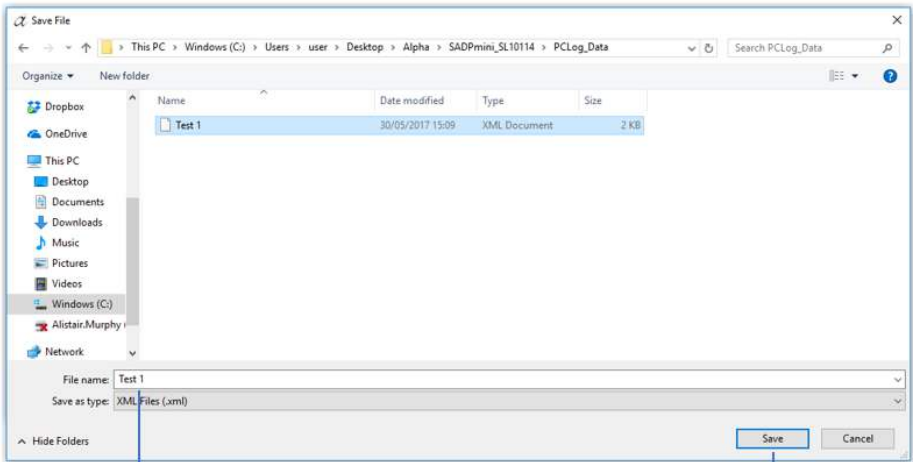 Save File
This PC > Windows (C:) > Users > user > Desktop > Alpha > SADPmini_SL10114 > PCLog_Data
Search PCLog_Data
Organize New folder
Name Date modified Type Size
Test 1 30/05/2017 15:09 XML Document 2 KB
Dropbox
OneDrive
This PC
Desktop
Documents
Downloads
Music
Pictures
Videos
Windows (C:)
Alistair.Murphy
Network
File name: Test 1
Save as type: XML Files (.xml)
Hide Folders Save Cancel